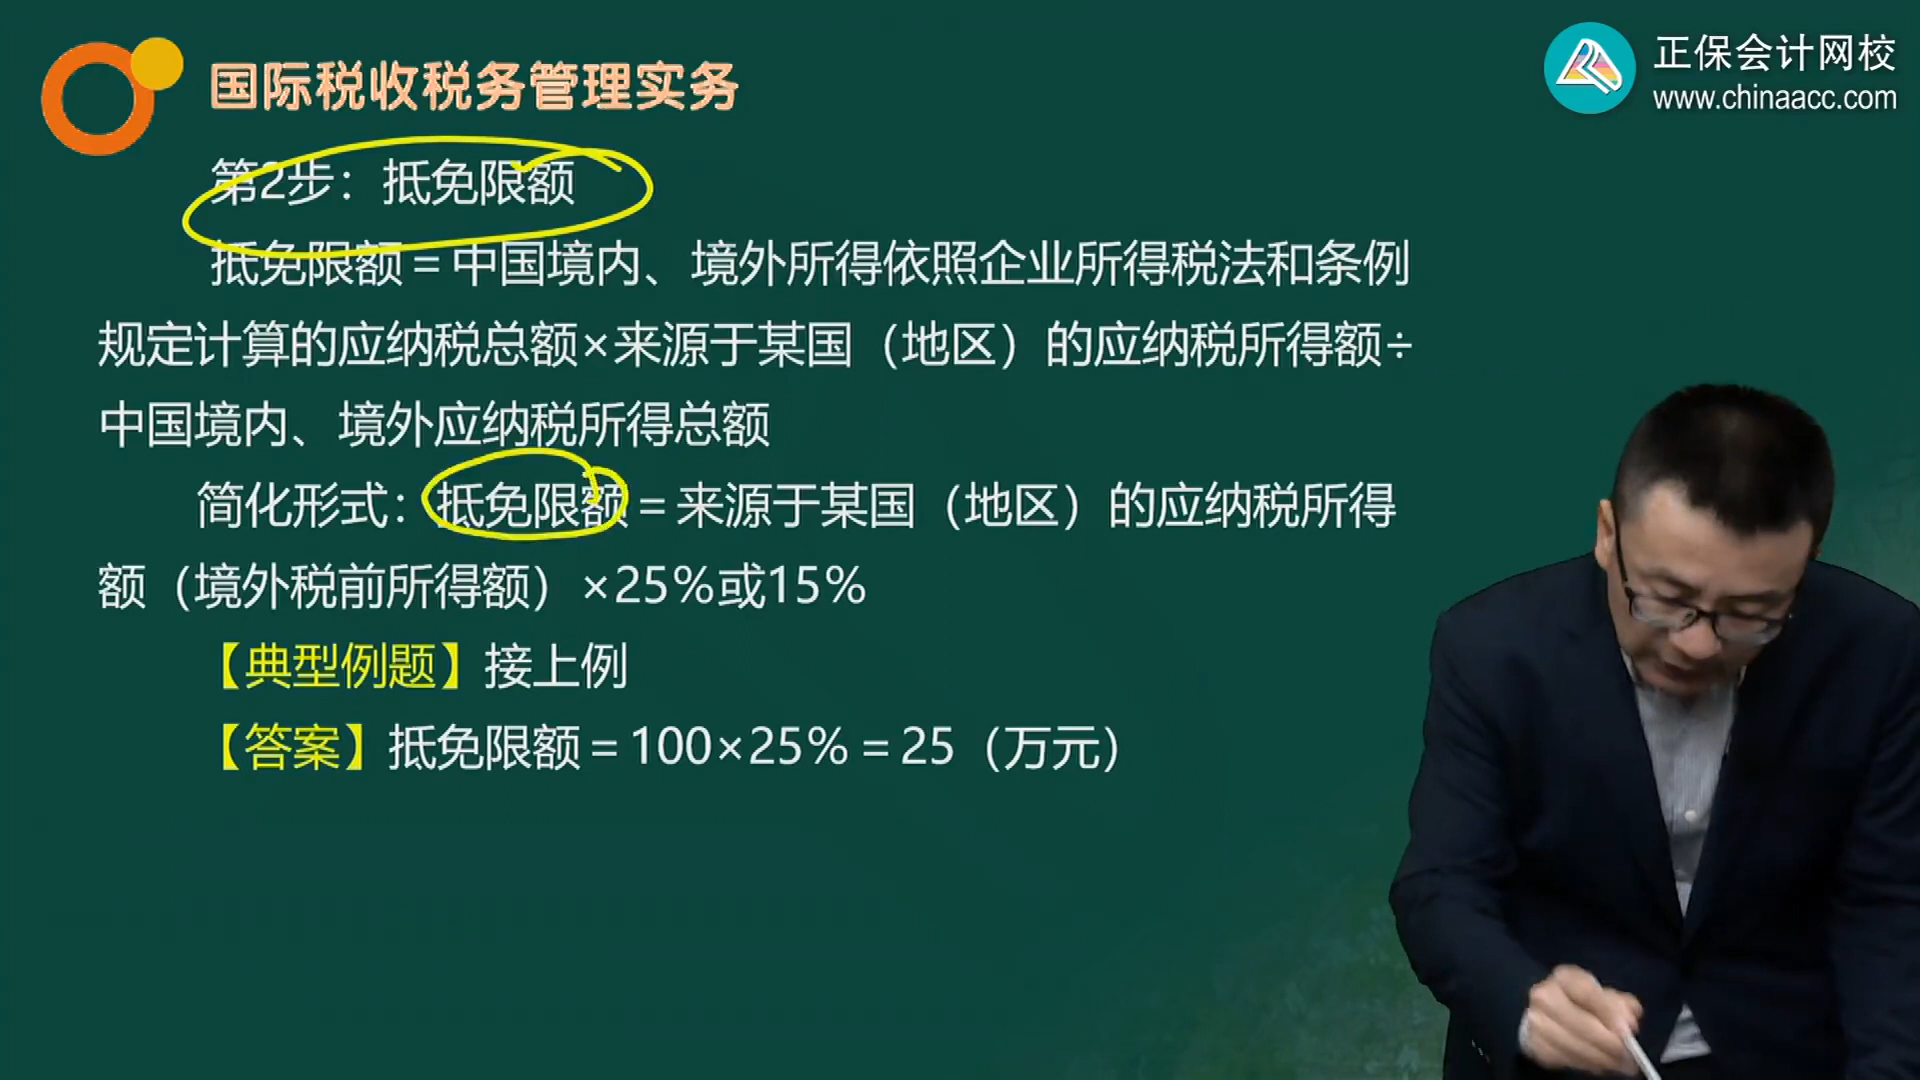 国际税收税务管理实务
正保会计网校
www.chinaacc.com
第2步：抵免限额
抵免限额＝中国境内、境外所得依照企业所得税法和条例
规定计算的应纳税总额×来源于某国（地区）的应纳税所得额÷
中国境内、境外应纳税所得总额
简化形式：抵免限额＝来源于某国（地区）的应纳税所得
额（境外税前所得额）×25％或15％
【典型例题】接上例
【答案】抵免限额＝100×25％＝25（万元）